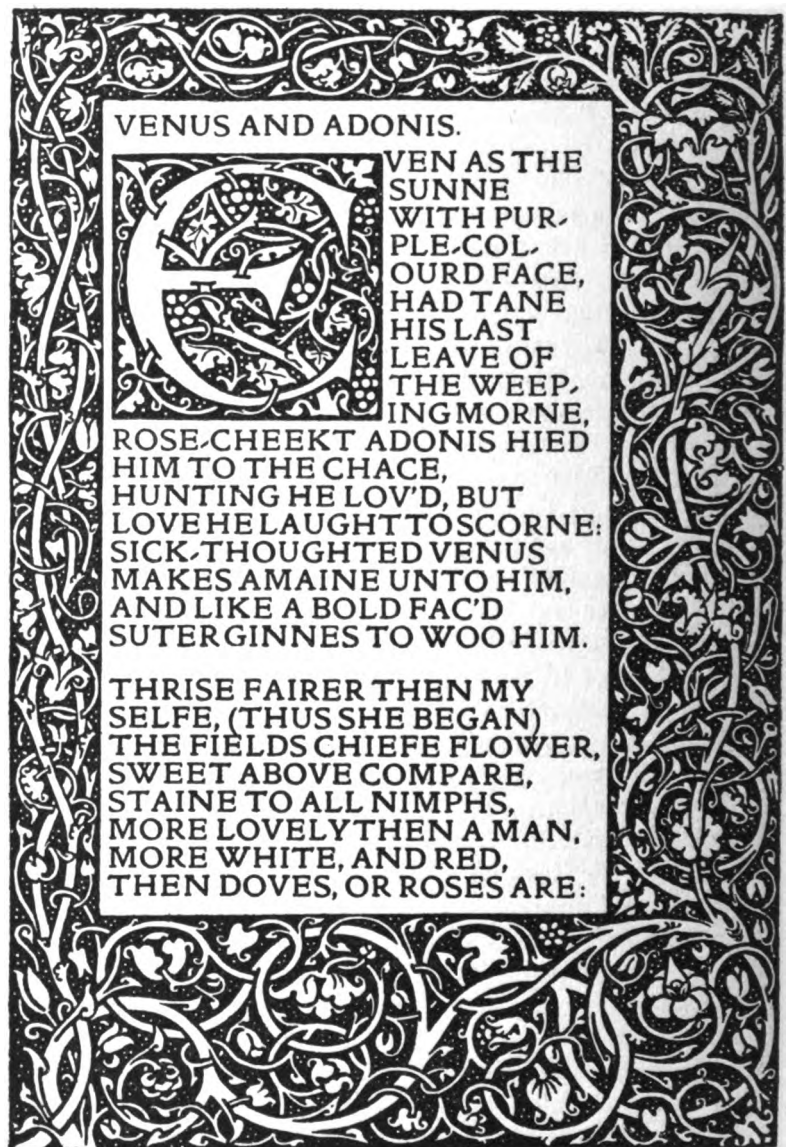 VENUS AND ADONIS.
EVEN AS THE
SUNNE
WITH PUR-
PLE-COL-
OURD FACE,
HAD TANE
HIS LAST
LEAVE OF
THE WEEP-
ING MORNE,
ROSE-CHEEKT ADONIS HIED
HIM TO THE CHACE,
HUNTING HE LOV'D, BUT
LOVE HE LAUGHT TO SCORNE:
SICK-THOUGHTED VENUS
MAKES AMAINE UNTO HIM,
AND LIKE A BOLD FAC'D
SUTER GINNES TO WOO HIM.
THRISE FAIRER THEN MY
SELFE, (THUS SHE BEGAN)
THE FIELDS CHIEFE FLOWER,
SWEET ABOVE COMPARE,
STAINE TO ALL NIMPHS,
MORE LOVELY THEN A MAN,
MORE WHITE, AND RED,
THEN DOVES, OR ROSES ARE: